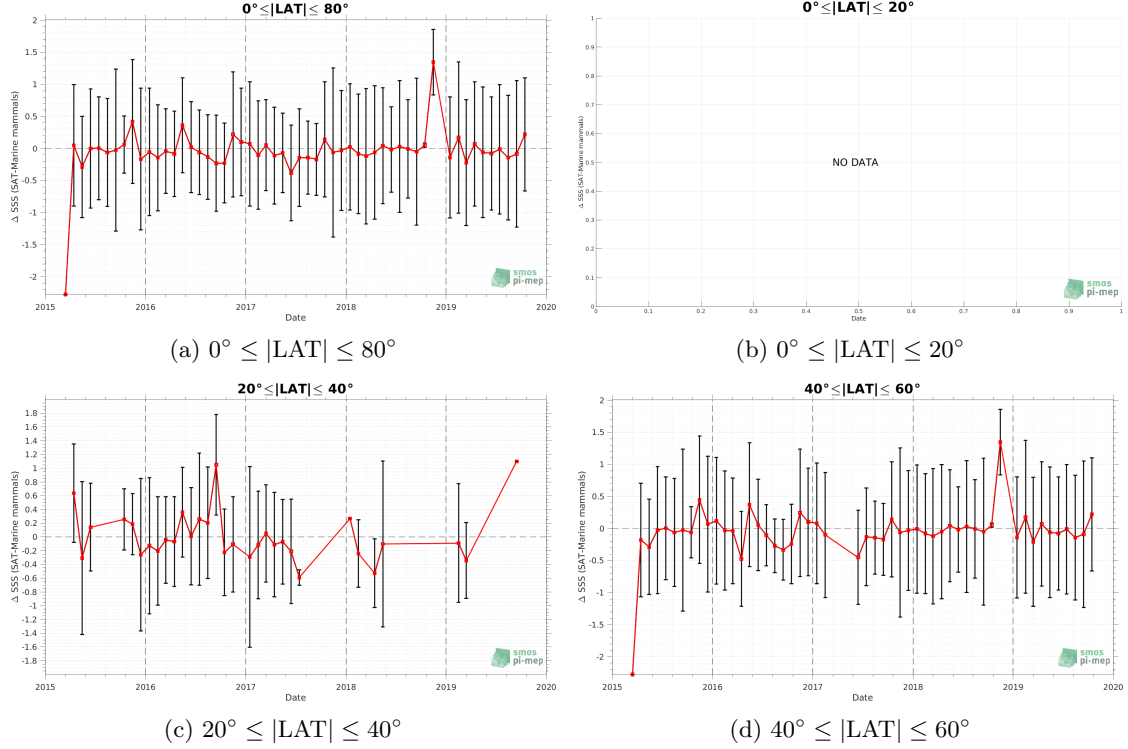 0°≤|LAT|≤ 80°
Δ SSS (SAT-Marine mammals)
2
1.5
1
0.5
0
-0.5
-1
-1.5
-2
2015 2016 2017 2018 2019 2020
Date
smos
pi-mep
(a) 0° ≤ |LAT| ≤ 80°
0°≤|LAT|≤ 20°
Δ SSS (SAT-Marine mammals)
1
0.9
0.8
0.7
0.6
0.5
0.4
0.3
0.2
0.1
0
NO DATA
0 0.1 0.2 0.3 0.4 0.5 0.6 0.7 0.8 0.9 1
Date
smos
pi-mep
(b) 0° ≤ |LAT| ≤ 20°
20°≤|LAT|≤ 40°
Δ SSS (SAT-Marine mammals)
1.8
1.6
1.4
1.2
1
0.8
0.6
0.4
0.2
0
-0.2
-0.4
-0.6
-0.8
-1
-1.2
-1.4
-1.6
-1.8
2015 2016 2017 2018 2019 2020
Date
smos
pi-mep
(c) 20° ≤ |LAT| ≤ 40°
40°≤|LAT|≤ 60°
Δ SSS (SAT-Marine mammals)
2
1.5
1
0.5
0
-0.5
-1
-1.5
-2
2015 2016 2017 2018 2019 2020
Date
smos
pi-mep
(d) 40° ≤ |LAT| ≤ 60°